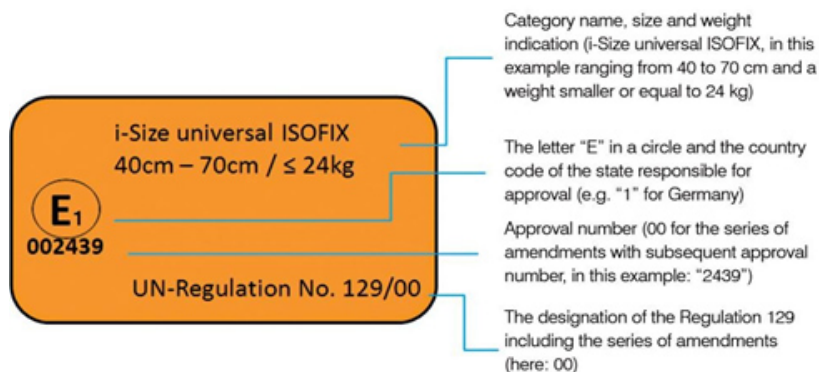 Category name, size and weight
indication (i-Size universal ISOFIX, in this
example ranging from 40 to 70 cm and a
weight smaller or equal to 24 kg)
i-Size universal ISOFIX
40cm – 70cm / ≤ 24kg
The letter “E” in a circle and the country
code of the state responsible for
approval (e.g. “1” for Germany)
E1
002439
Approval number (00 for the series of
amendments with subsequent approval
number, in this example: “2439”)
UN-Regulation No. 129/00
The designation of the Regulation 129
including the series of amendments
(here: 00)